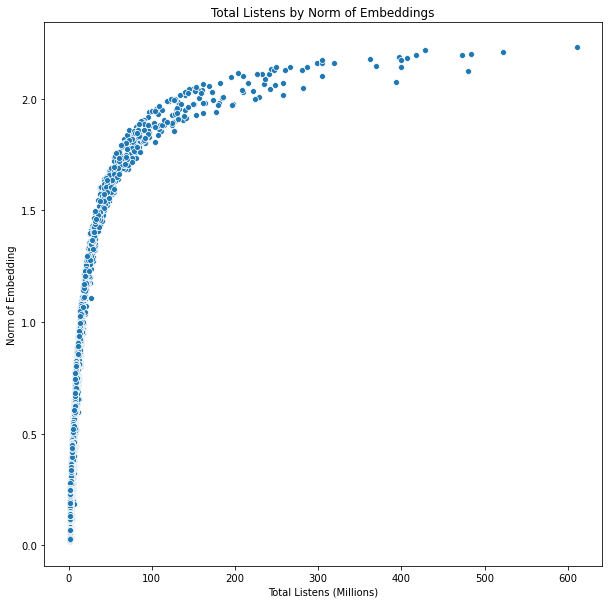 Total Listens by Norm of Embeddings
Norm of Embedding
2.0
1.5
1.0
0.5
0.0
0 100 200 300 400 500 600
Total Listens (Millions)